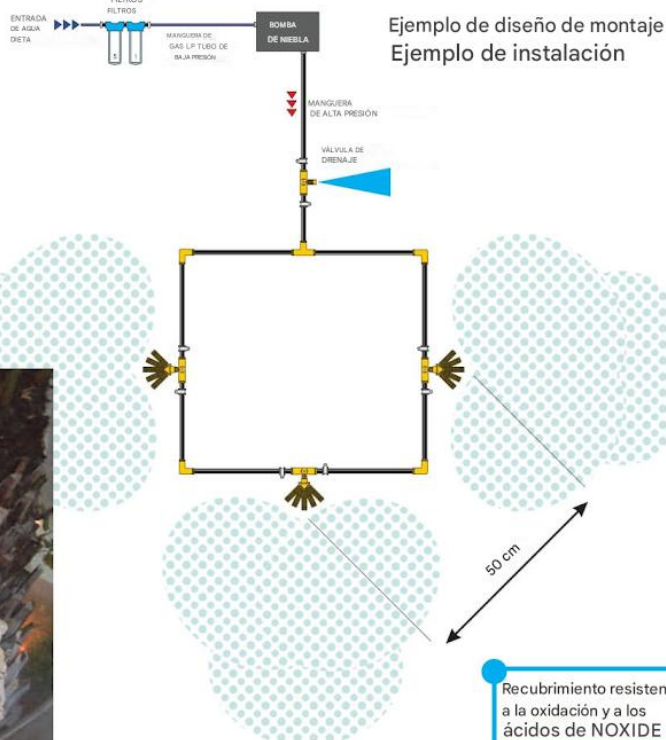 FILTROS
ENTRADA
DE AGUA
DIETA
5
1
MANGUERA DE
GAS LP TUBO DE
BAJA PRESIÓN
BOMBA
DE NIEBLA
Ejemplo de diseño de montaje
Ejemplo de instalación
MANGUERA
DE ALTA PRESIÓN
VÁLVULA DE
DRENAJE
50 cm
Recubrimiento resisten
a la oxidación y a los
ácidos de NOXIDE